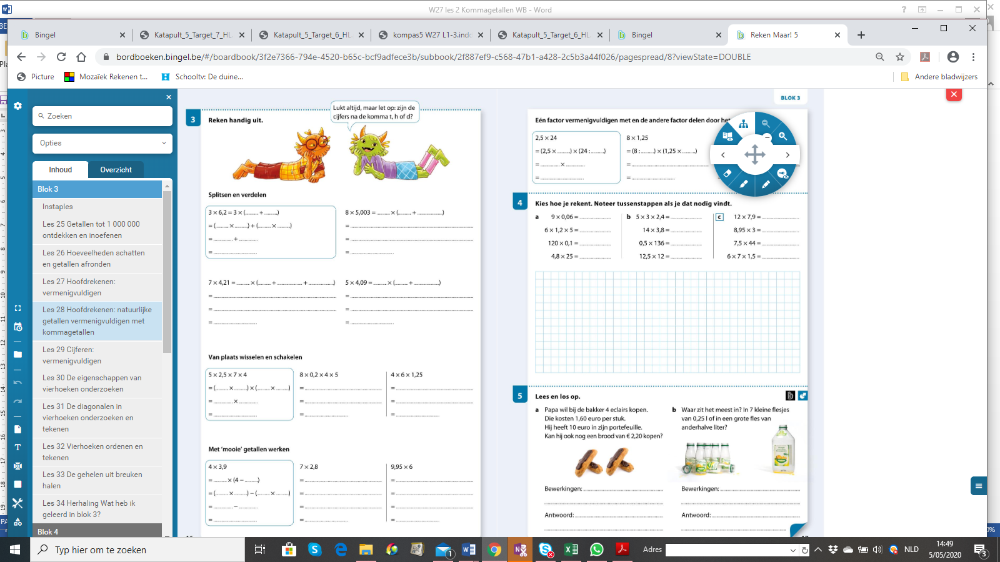 W27 les 2 Kommagetallen WB - Word
Bingel
Katapult_5_Target_7_HL
Katapult_5_Target_6_HL
kompas5 W27 L1-3.indd
Katapult_5_Target_6_HL
Bingel
Reken Maar! 5
bordboeken.bingel.be/#/boardbook/3f2e7366-794e-4520-b65c-bcf9adfece3b/subbook/2f887ef9-c568-47b1-a428-2c5b3a44f026/pagespread/8?viewState=DOUBLE
Picture
Mozaïek Rekenen t...
Schooltv: De duine...
Andere bladwijzers
Zoeken
Opties
Inhoud
Overzicht
Blok 3
Instaples
Les 25 Getallen tot 1 000 000
ontdekken en inoefenen
Les 26 Hoeveelheden schatten
en getallen afronden
Les 27 Hoofdrekenen:
vermenigvuldigen
Les 28 Hoofdrekenen: natuurlijke
getallen vermenigvuldigen met
kommagetallen
Les 29 Cijferen:
vermenigvuldigen
Les 30 De eigenschappen van
vierhoeken onderzoeken
Les 31 De diagonalen in
vierhoeken onderzoeken en
tekenen
Les 32 Vierhoeken ordenen en
tekenen
Les 33 De gehelen uit breuken
halen
Les 34 Herhaling Wat heb ik
geleerd in blok 3?
Blok 4
3 Reken handig uit.
Lukt altijd, maar let op: zijn de
cijfers na de komma t, h of d?
Splitsen en verdelen
3 × 6,2 = 3 × (........ + ........)
= (........ × ........) + (........ × ........)
= ............ + ............
= ........................
8 × 5,003 = ........ × (........ + ................)
= ................................................
= ................................................
= ........................
7 × 4,21 = ........ × (........ + ................ + ................)
= ................................................
= ................................................
= ........................
5 × 4,09 = ........ × (........ + ................)
= ................................................
= ................................................
= ........................
Van plaats wisselen en schakelen
5 × 2,5 × 7 × 4
= (........ × ........) × (........ × ........)
= ............ × ............
= ........................
8 × 0,2 × 4 × 5
= ................................
= ................................
= ........................
4 × 6 × 1,25
= ................................
= ................................
= ........................
Met 'mooie' getallen werken
4 × 3,9
= ........ × (4 – ........)
= (........ × ........) – (........ × ........)
= ............ – ............
= ........................
7 × 2,8
= ................................
= ................................
= ................................
= ........................
9,95 × 6
= ................................
= ................................
= ................................
= ........................
BLOK 3
Eén factor vermenigvuldigen met en de andere factor delen door het
2,5 × 24
= (2,5 × ........) × (24 : ........)
= ............ × ............
= ........................
8 × 1,25
= (8 : ........) × (1,25 × ........)
= ................................
= ........................
4 Kies hoe je rekent. Noteer tussenstappen als je dat nodig vindt.
a 9 × 0,06 = ................
6 × 1,2 × 5 = ................
120 × 0,1 = ................
4,8 × 25 = ................
b 5 × 3 × 2,4 = ................
14 × 3,8 = ................
0,5 × 136 = ................
12,5 × 12 = ................
c 12 × 7,9 = ................
8,95 × 3 = ................
7,5 × 44 = ................
6 × 7 × 1,5 = ................
5 Lees en los op.
a Papa wil bij de bakker 4 eclairs kopen.
Die kosten 1,60 euro per stuk.
Hij heeft 10 euro in zijn portefeuille.
Kan hij ook nog een brood van € 2,20 kopen?
Bewerkingen: ................................
Antwoord: ................................
b Waar zit het meest in? In 7 kleine flesjes
van 0,25 l of in een grote fles van
anderhalve liter?
Bewerkingen: ................................
Antwoord: ................................
Typ hier om te zoeken
Adres
NLD
14:49
5/05/2020